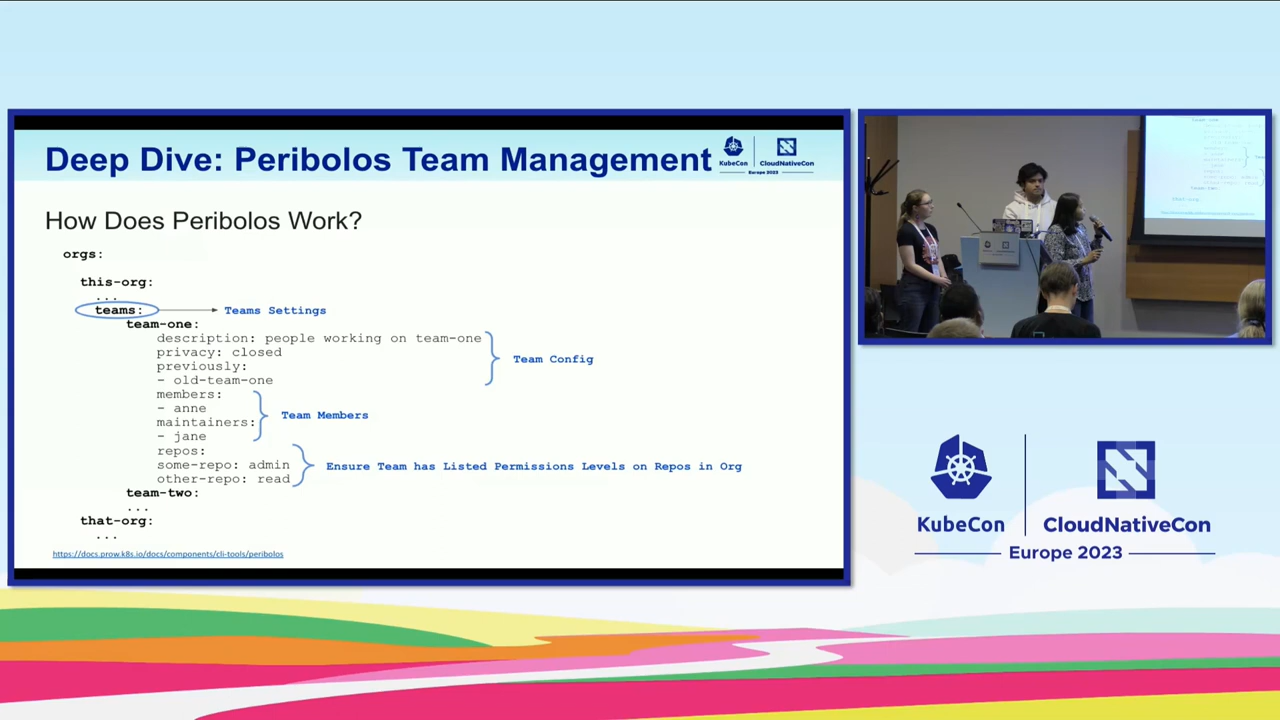 Deep Dive: Peribolos Team Management
KubeCon
CloudNativeCon
Europe 2023
How Does Peribolos Work?
orgs:
this-org:
...
teams:
Teams Settings
team-one:
description: people working on team-one
privacy: closed
previously:
- old-team-one
Team Config
members:
- anne
maintainers:
- jane
Team Members
repos:
some-repo: admin
other-repo: read
Ensure Team has Listed Permissions Levels on Repos in Org
team-two:
...
that-org:
...
https://docs.prow.k8s.io/docs/components/cli-tools/peribolos
KubeCon
CloudNativeCon
Europe 2023